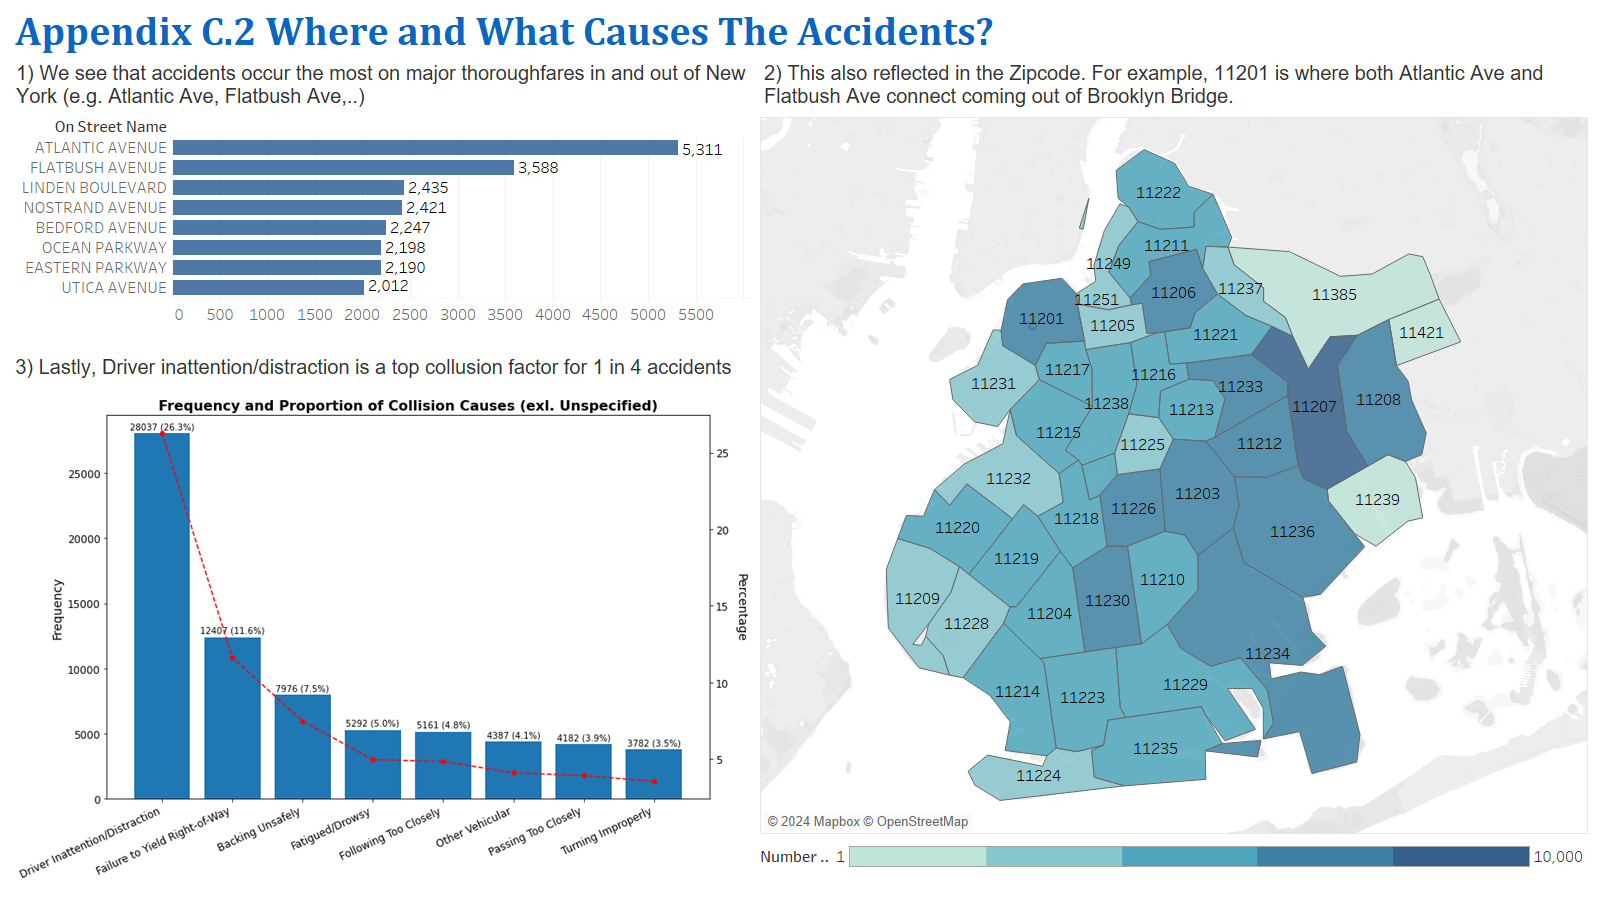 Appendix C.2 Where and What Causes The Accidents?
1) We see that accidents occur the most on major thoroughfares in and out of New
York (e.g. Atlantic Ave, Flatbush Ave,..)
On Street Name
ATLANTIC AVENUE 5,311
FLATBUSH AVENUE 3,588
LINDEN BOULEVARD 2,435
NOSTRAND AVENUE 2,421
BEDFORD AVENUE 2,247
OCEAN PARKWAY 2,198
EASTERN PARKWAY 2,190
UTICA AVENUE 2,012
0 500 1000 1500 2000 2500 3000 3500 4000 4500 5000 5500
3) Lastly, Driver inattention/distraction is a top collusion factor for 1 in 4 accidents
Frequency and Proportion of Collision Causes (exl. Unspecified)
28037 (26.3%)
12407 (11.6%)
7976 (7.5%)
5292 (5.0%)
5161 (4.8%)
4387 (4.1%)
4182 (3.9%)
3782 (3.5%)
25000
20000
15000
10000
5000
0
Frequency
25
20
15
10
5
Percentage
Driver Inattention/Distraction
Failure to Yield Right-of-Way
Backing Unsafely
Fatigued/Drowsy
Following Too Closely
Other Vehicular
Passing Too Closely
Turning Improperly
2) This also reflected in the Zipcode. For example, 11201 is where both Atlantic Ave and
Flatbush Ave connect coming out of Brooklyn Bridge.
11222
11211
11249
11237
11206
11251
11385
11201
11205
11221
11421
11217
11216
11231
11233
11208
11238
11213
11207
11215
11225
11212
11232
11203
11239
11226
11218
11220
11236
11219
11210
11209
11230
11204
11228
11234
11229
11214
11223
11235
11224
© 2024 Mapbox © OpenStreetMap
Number .. 1 10,000